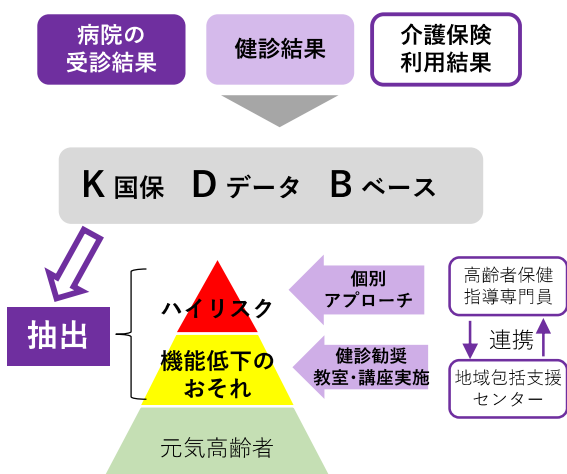 病院の
受診結果
健診結果
介護保険
利用結果
K国保 Dデータ Bベース
抽出
ハイリスク
機能低下の
おそれ
元気高齢者
個別
アプローチ
健診勧奨
教室・講座実施
高齢者保健
指導専門員
連携
地域包括支援
センター